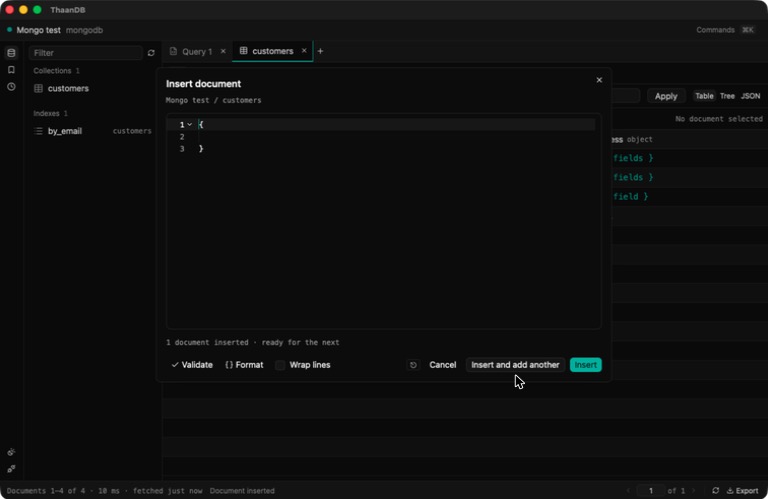 ThaanDB
Mongo test mongodb
Commands ⌘K
Filter
Query 1 ×
customers × +
Collections 1
customers
Indexes 1
by_email customers
Insert document ×
Mongo test / customers
1 {
2
3 }
1 document inserted · ready for the next
Validate {} Format Wrap lines
Cancel Insert and add another Insert
Apply Table Tree JSON
No document selected
ess object
fields }
fields }
field }
Documents 1–4 of 4 · 10 ms · fetched just now Document inserted
1 of 1 Export